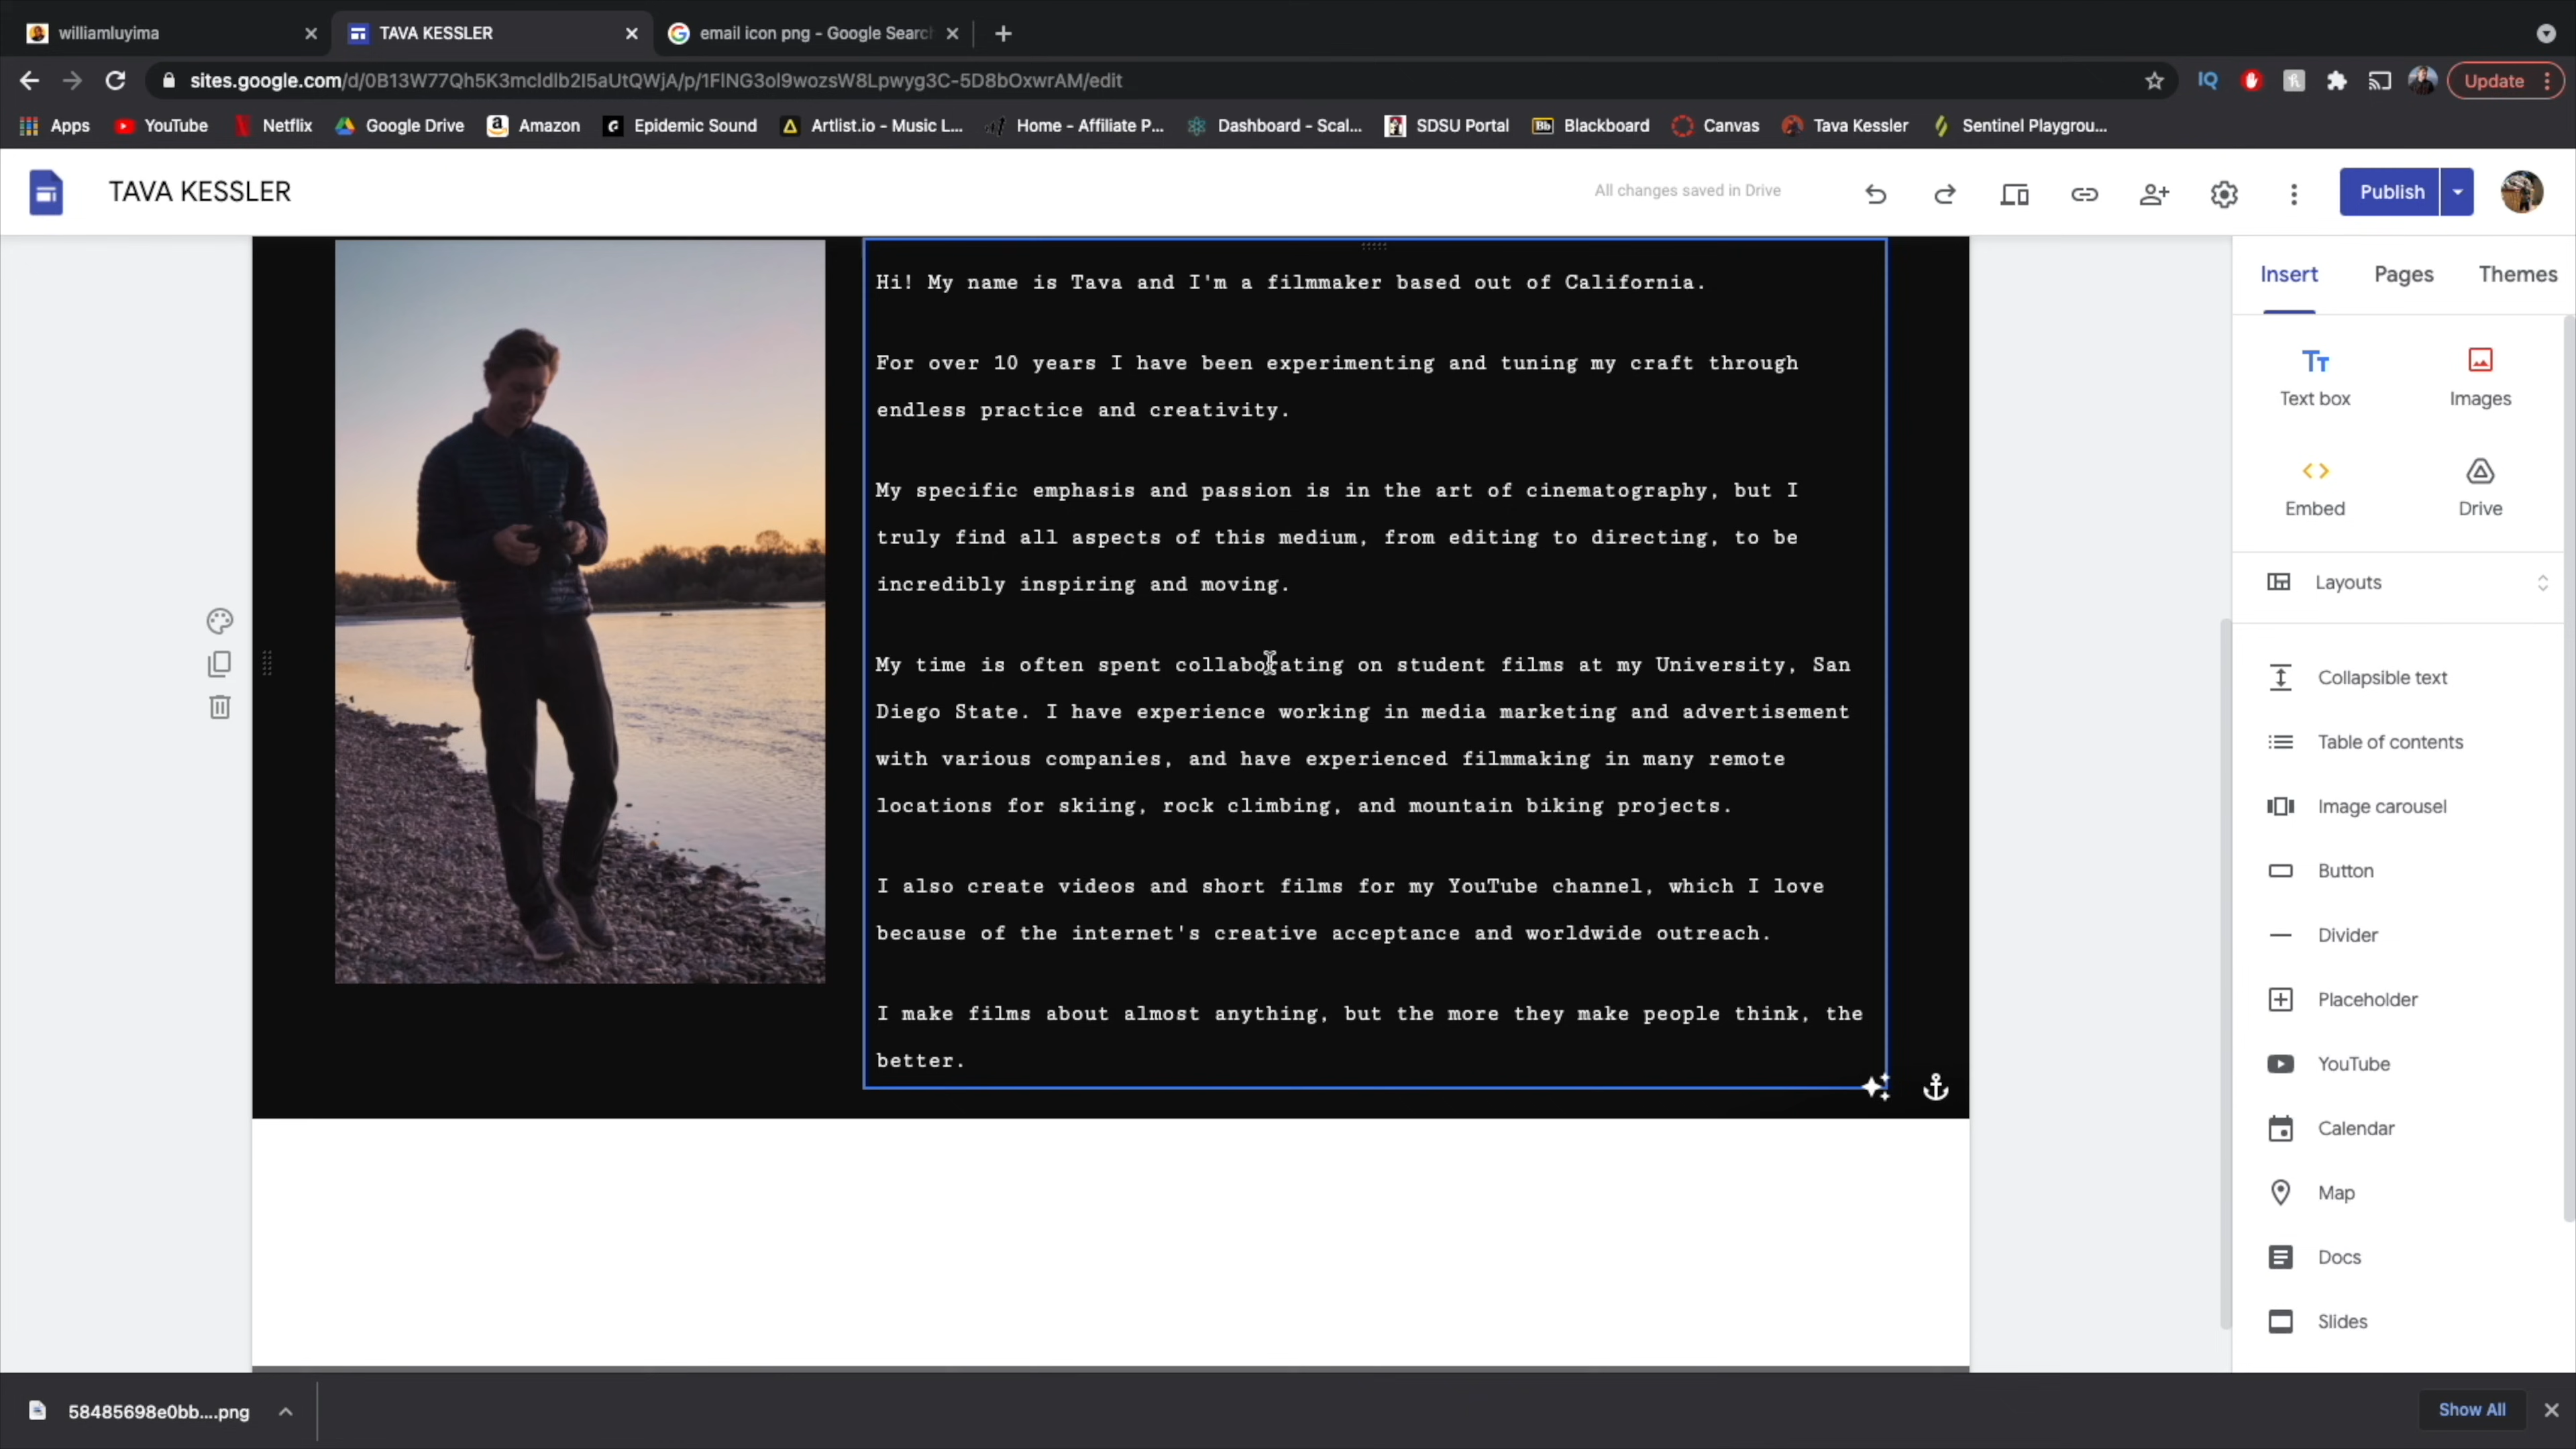 williamluyima
TAVA KESSLER
email icon png - Google Search
sites.google.com/d/0B13W77Qh5K3mcIdlb2I5aUtQWjA/p/1FlNG3ol9wozsW8Lpwyg3C-5D8bOxwrAM/edit
IQ
Update
Apps
YouTube
Netflix
Google Drive
Amazon
Epidemic Sound
Artlist.io - Music L...
Home - Affiliate P...
Dashboard - Scal...
SDSU Portal
Bb Blackboard
Canvas
Tava Kessler
Sentinel Playgrou...
TAVA KESSLER
All changes saved in Drive
Publish
Hi! My name is Tava and I'm a filmmaker based out of California.
For over 10 years I have been experimenting and tuning my craft through
endless practice and creativity.
My specific emphasis and passion is in the art of cinematography, but I
truly find all aspects of this medium, from editing to directing, to be
incredibly inspiring and moving.
My time is often spent collaborating on student films at my University, San
Diego State. I have experience working in media marketing and advertisement
with various companies, and have experienced filmmaking in many remote
locations for skiing, rock climbing, and mountain biking projects.
I also create videos and short films for my YouTube channel, which I love
because of the internet's creative acceptance and worldwide outreach.
I make films about almost anything, but the more they make people think, the
better.
Insert
Pages
Themes
Text box
Images
Embed
Drive
Layouts
Collapsible text
Table of contents
Image carousel
Button
Divider
Placeholder
YouTube
Calendar
Map
Docs
Slides
58485698e0bb....png
Show All